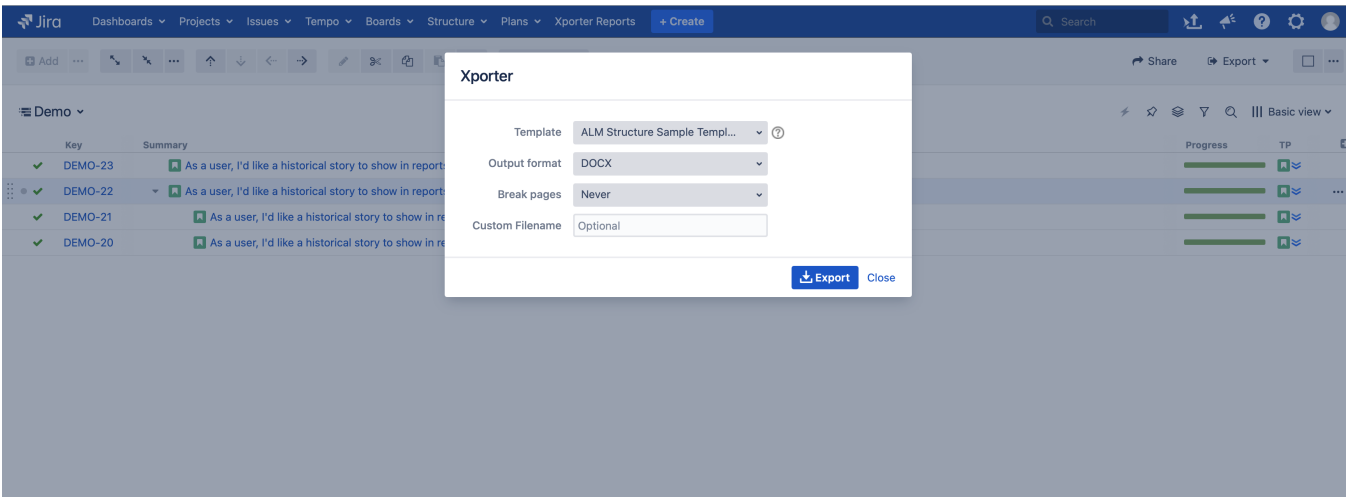 Jira Dashboards Projects Issues Tempo Boards Structure Plans Xporter Reports + Create Search
Add Share Export
Xporter
Demo Basic view
Template ALM Structure Sample Templ...
Output format DOCX
Break pages Never
Custom Filename Optional
Export Close
Key Summary Progress TP
DEMO-23 As a user, I'd like a historical story to show in report
DEMO-22 As a user, I'd like a historical story to show in report
DEMO-21 As a user, I'd like a historical story to show in re
DEMO-20 As a user, I'd like a historical story to show in re